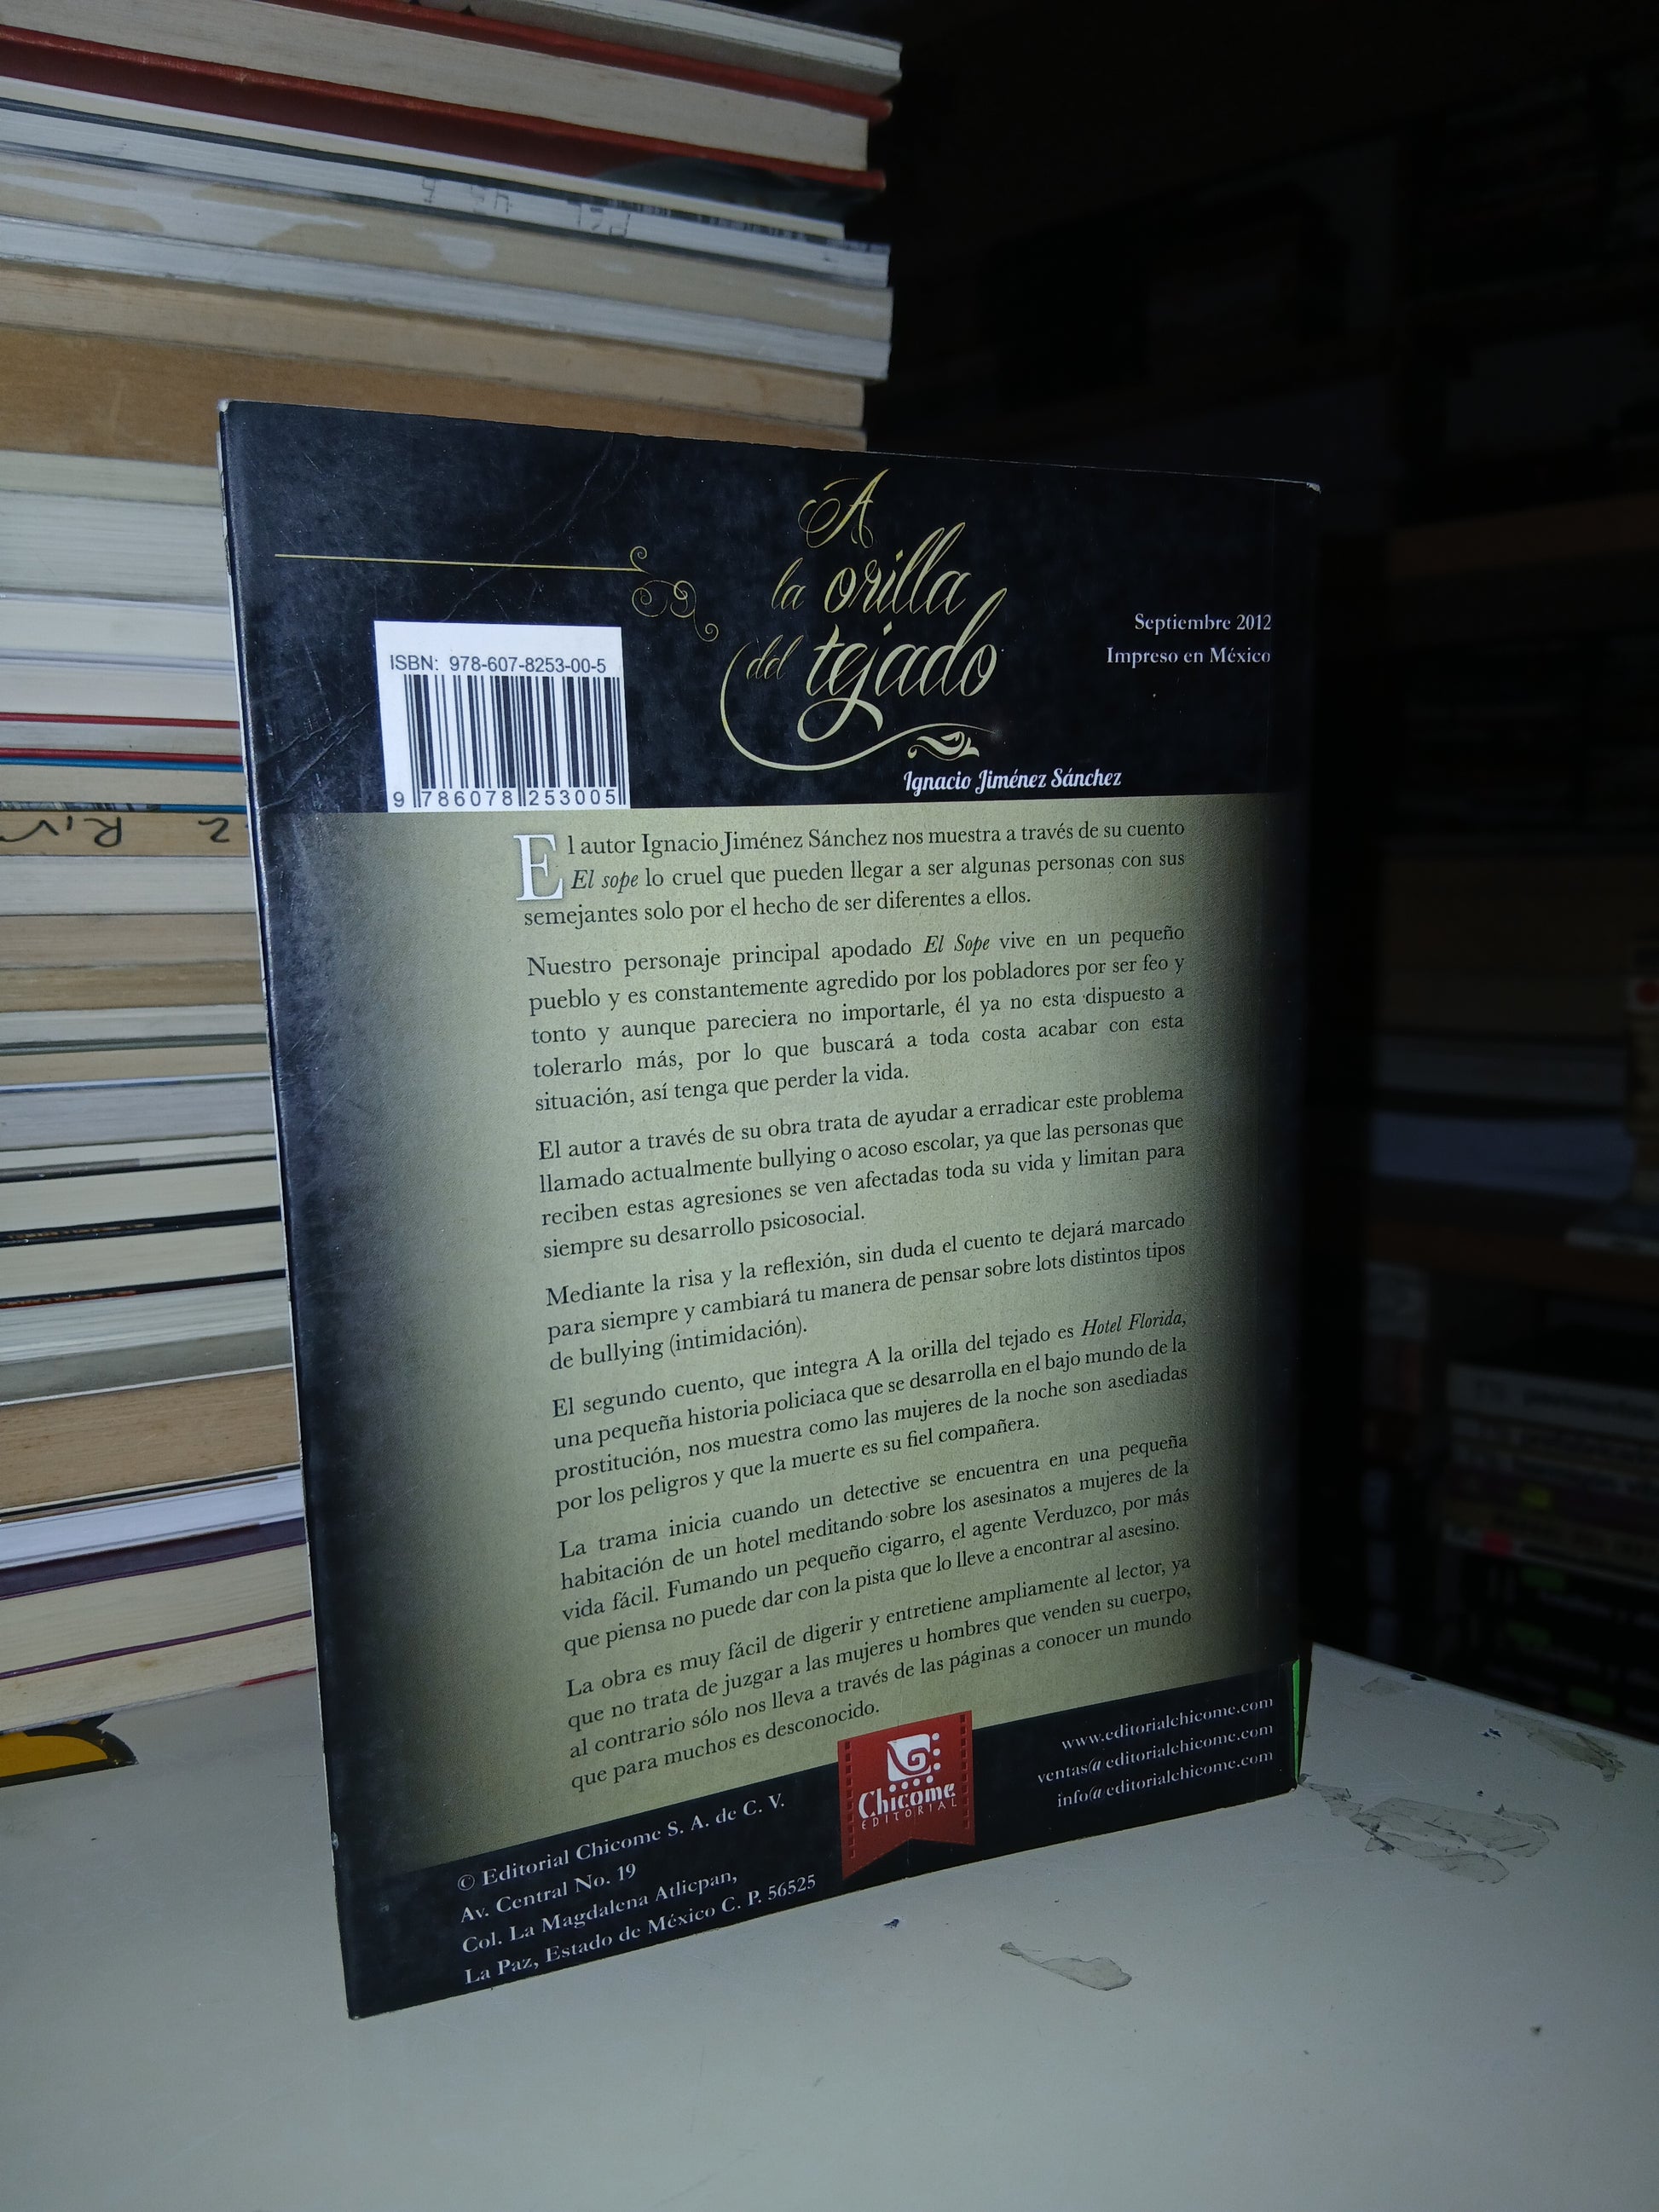 A
la orilla
del tejado
Septiembre 2012
Impreso en México
ISBN: 978-607-8253-00-5
9 786078 253005
Ignacio Jiménez Sánchez
El autor Ignacio Jiménez Sánchez nos muestra a través de su cuento
El sope lo cruel que pueden llegar a ser algunas personas con sus
semejantes solo por el hecho de ser diferentes a ellos.
Nuestro personaje principal apodado El Sope vive en un pequeño
pueblo y es constantemente agredido por los pobladores por ser feo y
tonto y aunque pareciera no importarle, él ya no esta dispuesto a
tolerarlo más, por lo que buscará a toda costa acabar con esta
situación, así tenga que perder la vida.
El autor a través de su obra trata de ayudar a erradicar este problema
llamado actualmente bullying o acoso escolar, ya que las personas que
reciben estas agresiones se ven afectadas toda su vida y limitan para
siempre su desarrollo psicosocial.
Mediante la risa y la reflexión, sin duda el cuento te dejará marcado
para siempre y cambiará tu manera de pensar sobre lots distintos tipos
de bullying (intimidación).
El segundo cuento, que integra A la orilla del tejado es Hotel Florida,
una pequeña historia policiaca que se desarrolla en el bajo mundo de la
prostitución, nos muestra como las mujeres de la noche son asediadas
por los peligros y que la muerte es su fiel compañera.
La trama inicia cuando un detective se encuentra en una pequeña
habitación de un hotel meditando sobre los asesinatos a mujeres de la
vida fácil. Fumando un pequeño cigarro, el agente Verduzco, por más
que piensa no puede dar con la pista que lo lleve a encontrar al asesino.
La obra es muy fácil de digerir y entretiene ampliamente al lector, ya
que no trata de juzgar a las mujeres u hombres que venden su cuerpo,
al contrario sólo nos lleva a través de las páginas a conocer un mundo
que para muchos es desconocido.
© Editorial Chicome S. A. de C. V.
Av. Central No. 19
Col. La Magdalena Atlicpan,
La Paz, Estado de México C. P. 56525
Chicome
EDITORIAL
www.editorialchicome.com
ventas@editorialchicome.com
info@editorialchicome.com